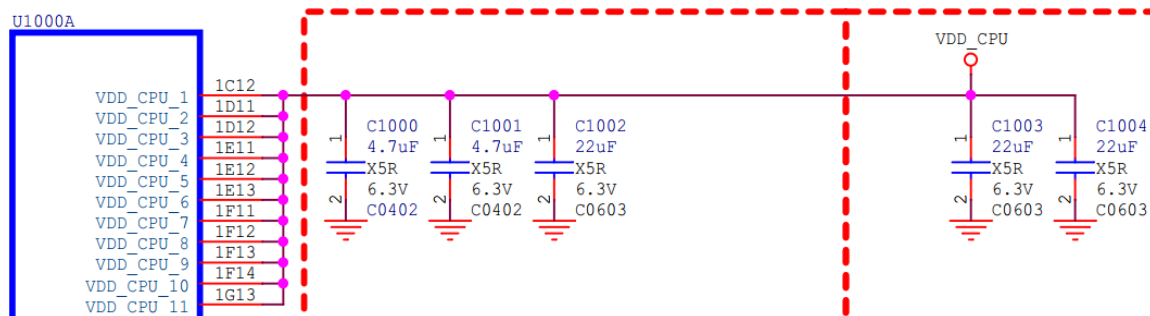 U1000A
VDD_CPU
VDD_CPU_1 1C12
VDD_CPU_2 1D11
VDD_CPU_3 1D12
VDD_CPU_4 1E11
VDD_CPU_5 1E12
VDD_CPU_6 1E13
VDD_CPU_7 1F11
VDD_CPU_8 1F12
VDD_CPU_9 1F13
VDD_CPU_10 1F14
VDD_CPU_11 1G13
1
2
C1000
4.7uF
X5R
6.3V
C0402
1
2
C1001
4.7uF
X5R
6.3V
C0402
1
2
C1002
22uF
X5R
6.3V
C0603
1
2
C1003
22uF
X5R
6.3V
C0603
1
2
C1004
22uF
X5R
6.3V
C0603